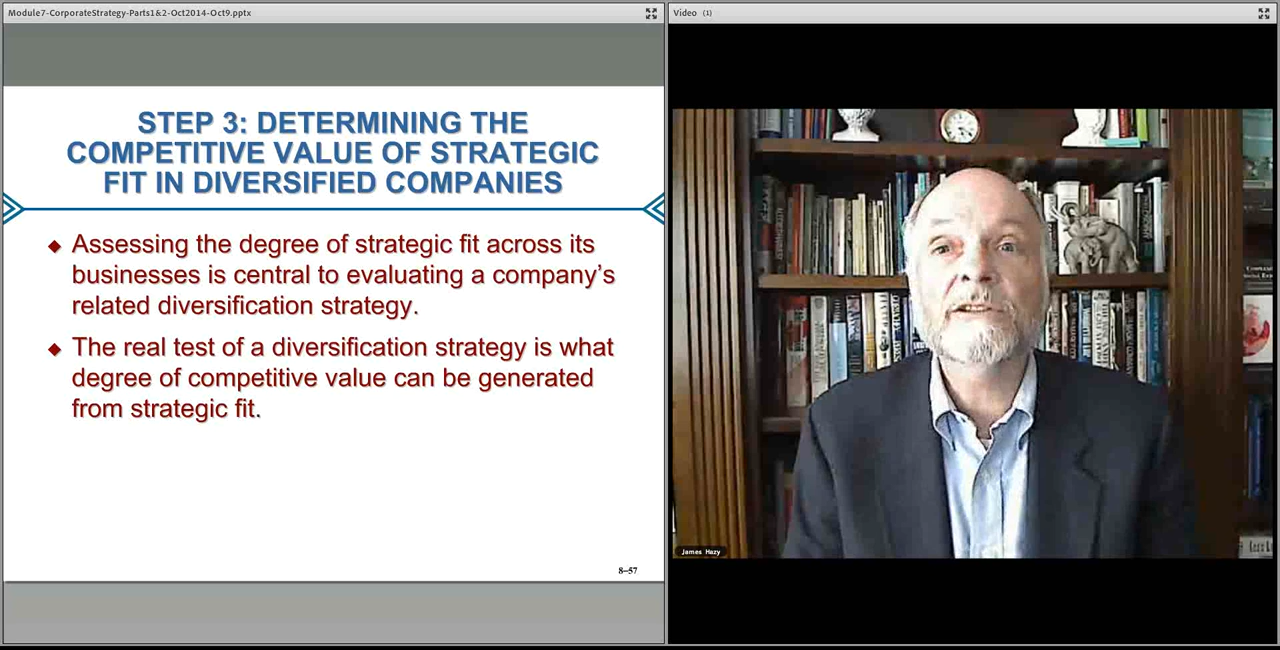 Module7-CorporateStrategy-Parts1&2-Oct2014-Oct9.pptx
Video (1)
STEP 3: DETERMINING THE
COMPETITIVE VALUE OF STRATEGIC
FIT IN DIVERSIFIED COMPANIES
Assessing the degree of strategic fit across its
businesses is central to evaluating a company’s
related diversification strategy.
The real test of a diversification strategy is what
degree of competitive value can be generated
from strategic fit.
8–57
James Hazy